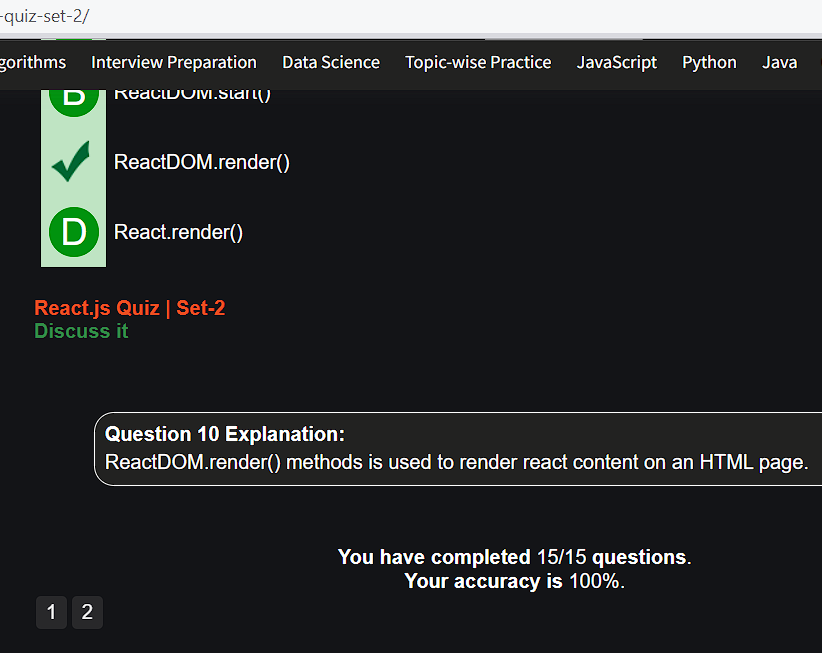 -quiz-set-2/
gorithms Interview Preparation Data Science Topic-wise Practice JavaScript Python Java
B ReactDOM.start()
ReactDOM.render()
D React.render()
React.js Quiz | Set-2
Discuss it
Question 10 Explanation:
ReactDOM.render() methods is used to render react content on an HTML page.
You have completed 15/15 questions.
Your accuracy is 100%.
1 2